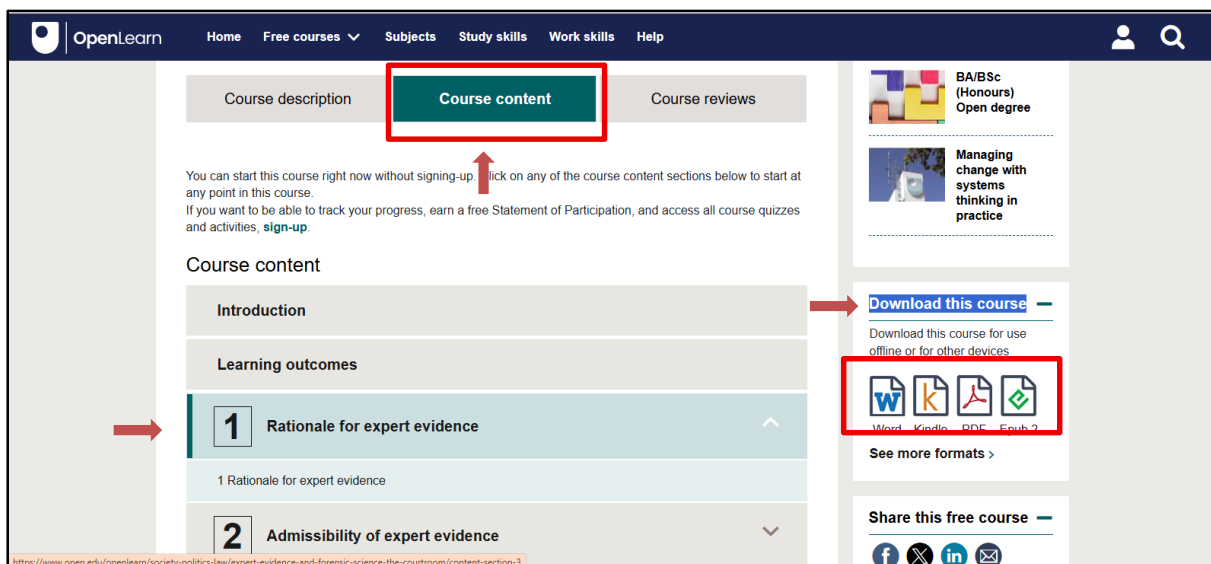 OpenLearn Home Free courses Subjects Study skills Work skills Help
Course description Course content Course reviews
You can start this course right now without signing-up. lick on any of the course content sections below to start at
any point in this course.
If you want to be able to track your progress, earn a free Statement of Participation, and access all course quizzes
and activities, sign-up.
Course content
Introduction
Learning outcomes
1 Rationale for expert evidence
1 Rationale for expert evidence
2 Admissibility of expert evidence
https://www.open.edu/openlearn/society-politics-law/expert-evidence-and-forensic-science-the-courtroom/content-section-3
BA/BSc
(Honours)
Open degree
Managing
change with
systems
thinking in
practice
Download this course
Download this course for use
offline or for other devices
W k e
Word Kindle PDF Epub 2
See more formats >
Share this free course
f X in